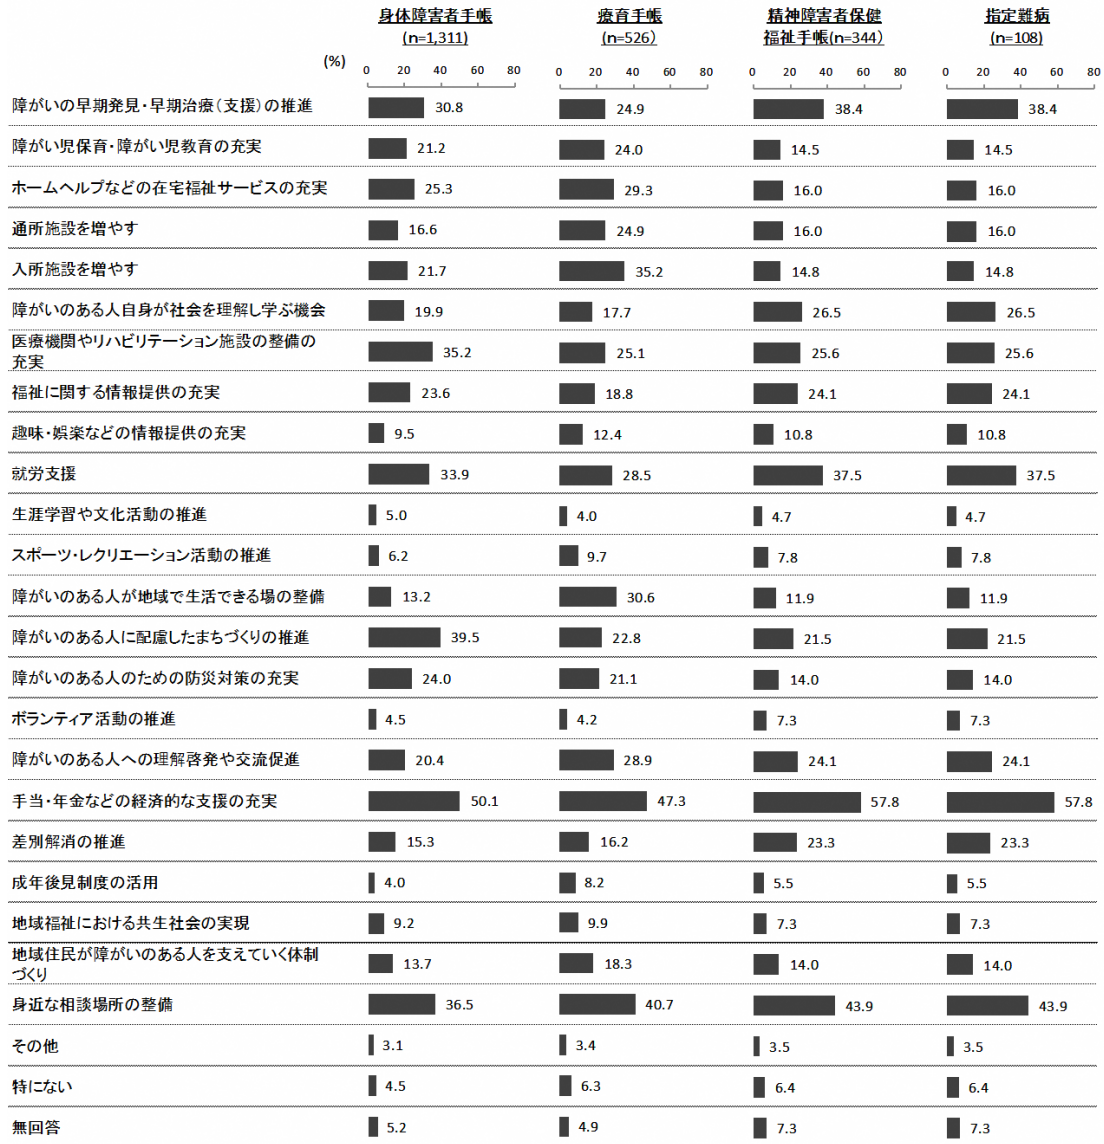 身体障害者手帳 療育手帳 精神障害者保健 指定難病
(n=1,311) (n=526) 福祉手帳(n=344) (n=108)
(%) 0 20 40 60 80 0 20 40 60 80 0 20 40 60 80 0 20 40 60 80
障がいの早期発見・早期治療(支援)の推進 30.8 24.9 38.4 38.4
障がい児保育・障がい児教育の充実 21.2 24.0 14.5 14.5
ホームヘルプなどの在宅福祉サービスの充実 25.3 29.3 16.0 16.0
通所施設を増やす 16.6 24.9 16.0 16.0
入所施設を増やす 21.7 35.2 14.8 14.8
障がいのある人自身が社会を理解し学ぶ機会 19.9 17.7 26.5 26.5
医療機関やリハビリテーション施設の整備の
充実 35.2 25.1 25.6 25.6
福祉に関する情報提供の充実 23.6 18.8 24.1 24.1
趣味・娯楽などの情報提供の充実 9.5 12.4 10.8 10.8
就労支援 33.9 28.5 37.5 37.5
生涯学習や文化活動の推進 5.0 4.0 4.7 4.7
スポーツ・レクリエーション活動の推進 6.2 9.7 7.8 7.8
障がいのある人が地域で生活できる場の整備 13.2 30.6 11.9 11.9
障がいのある人に配慮したまちづくりの推進 39.5 22.8 21.5 21.5
障がいのある人のための防災対策の充実 24.0 21.1 14.0 14.0
ボランティア活動の推進 4.5 4.2 7.3 7.3
障がいのある人への理解啓発や交流促進 20.4 28.9 24.1 24.1
手当・年金などの経済的な支援の充実 50.1 47.3 57.8 57.8
差別解消の推進 15.3 16.2 23.3 23.3
成年後見制度の活用 4.0 8.2 5.5 5.5
地域福祉における共生社会の実現 9.2 9.9 7.3 7.3
地域住民が障がいのある人を支えていく体制
づくり 13.7 18.3 14.0 14.0
身近な相談場所の整備 36.5 40.7 43.9 43.9
その他 3.1 3.4 3.5 3.5
特にない 4.5 6.3 6.4 6.4
無回答 5.2 4.9 7.3 7.3